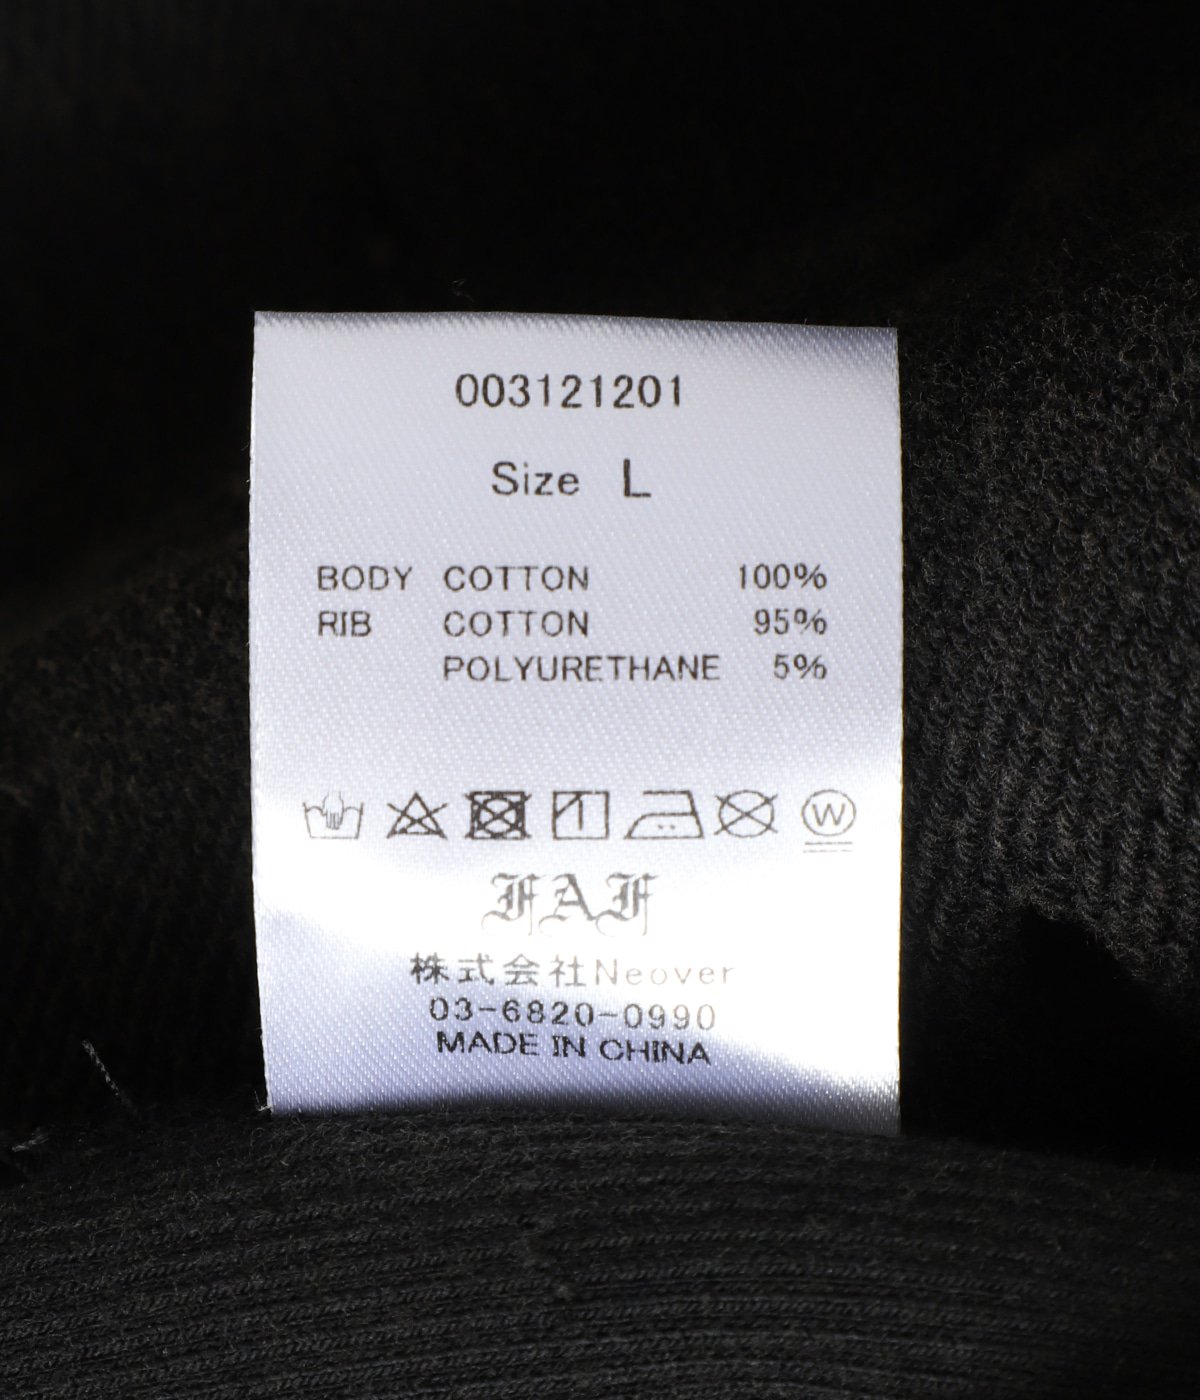 003121201
Size L
BODY COTTON 100%
RIB COTTON 95%
POLYURETHANE 5%
W
FAF
株式会社Neover
03-6820-0990
MADE IN CHINA